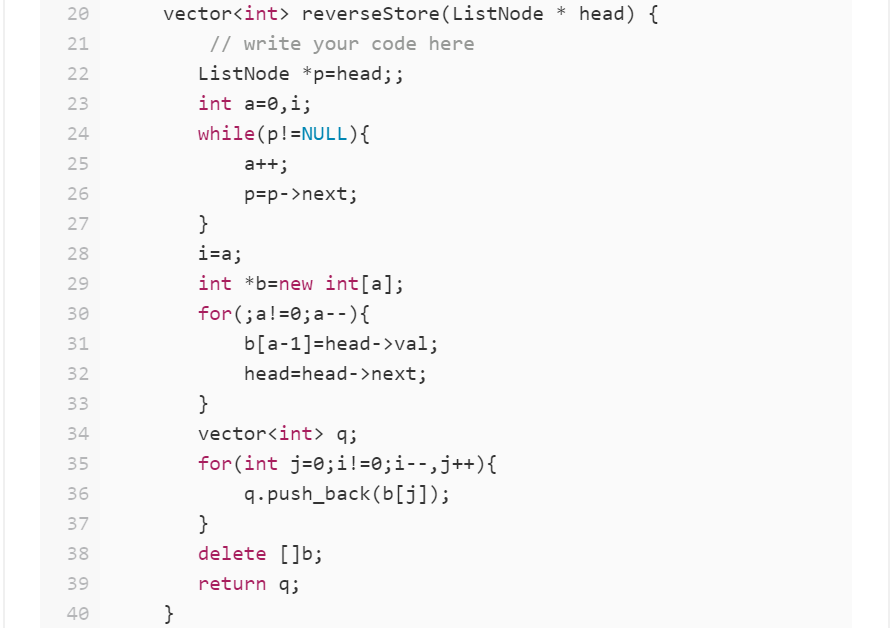 20 vector<int> reverseStore(ListNode * head) {
21 // write your code here
22 ListNode *p=head;;
23 int a=0,i;
24 while(p!=NULL){
25 a++;
26 p=p->next;
27 }
28 i=a;
29 int *b=new int[a];
30 for(;a!=0;a--){
31 b[a-1]=head->val;
32 head=head->next;
33 }
34 vector<int> q;
35 for(int j=0;i!=0;i--,j++){
36 q.push_back(b[j]);
37 }
38 delete []b;
39 return q;
40 }